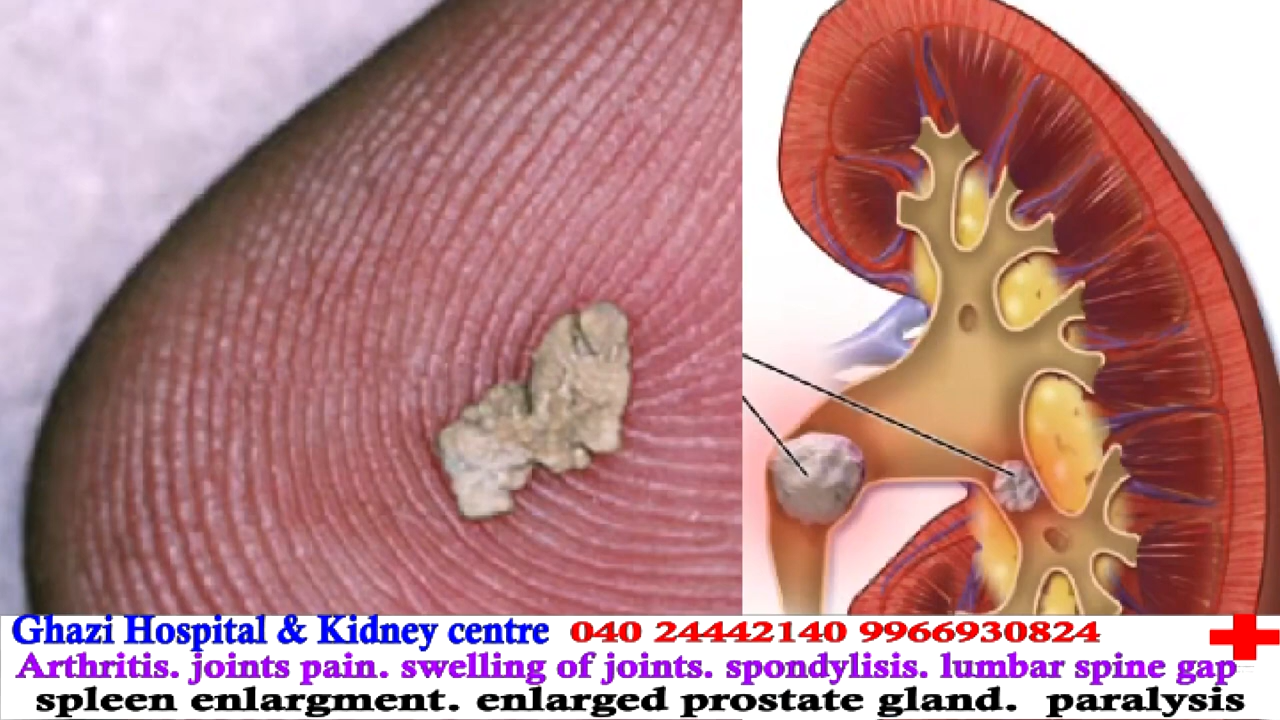 Ghazi Hospital & Kidney centre 040 24442140 9966930824
Arthritis. joints pain. swelling of joints. spondylisis. lumbar spine gap
spleen enlargment. enlarged prostate gland. paralysis